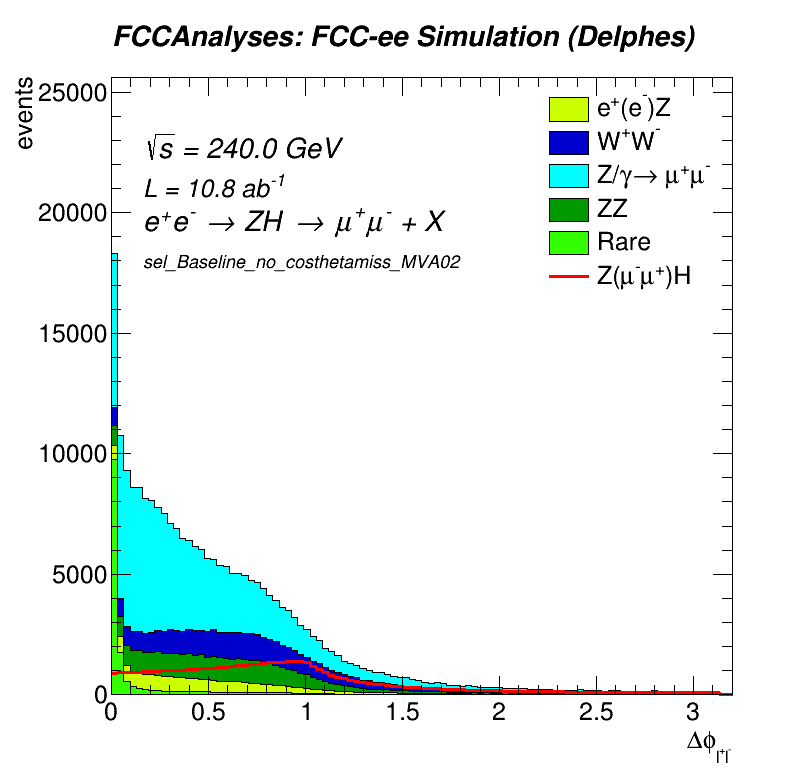 FCCAnalyses: FCC-ee Simulation (Delphes)
events
25000
20000
15000
10000
5000
0
√s = 240.0 GeV
L = 10.8 ab⁻¹
e⁺e⁻ → ZH → μ⁺μ⁻ + X
sel_Baseline_no_costhetamiss_MVA02
e⁺(e⁻)Z
W⁺W⁻
Z/γ→ μ⁺μ⁻
ZZ
Rare
Z(μ⁻μ⁺)H
0 0.5 1 1.5 2 2.5 3
Δϕ_l⁺l⁻